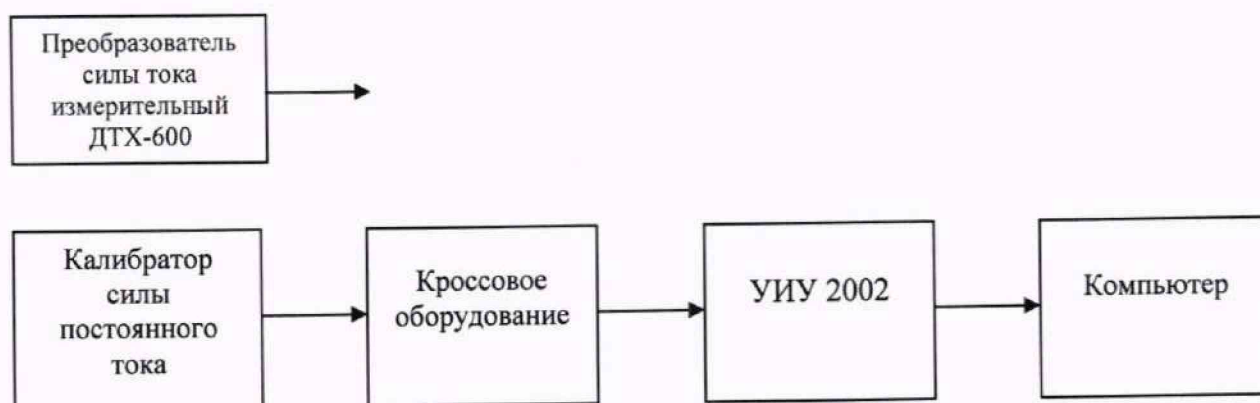 Преобразователь
силы тока
измерительный
ДТХ-600
Калибратор
силы
постоянного
тока
Кроссовое
оборудование
УИУ 2002
Компьютер